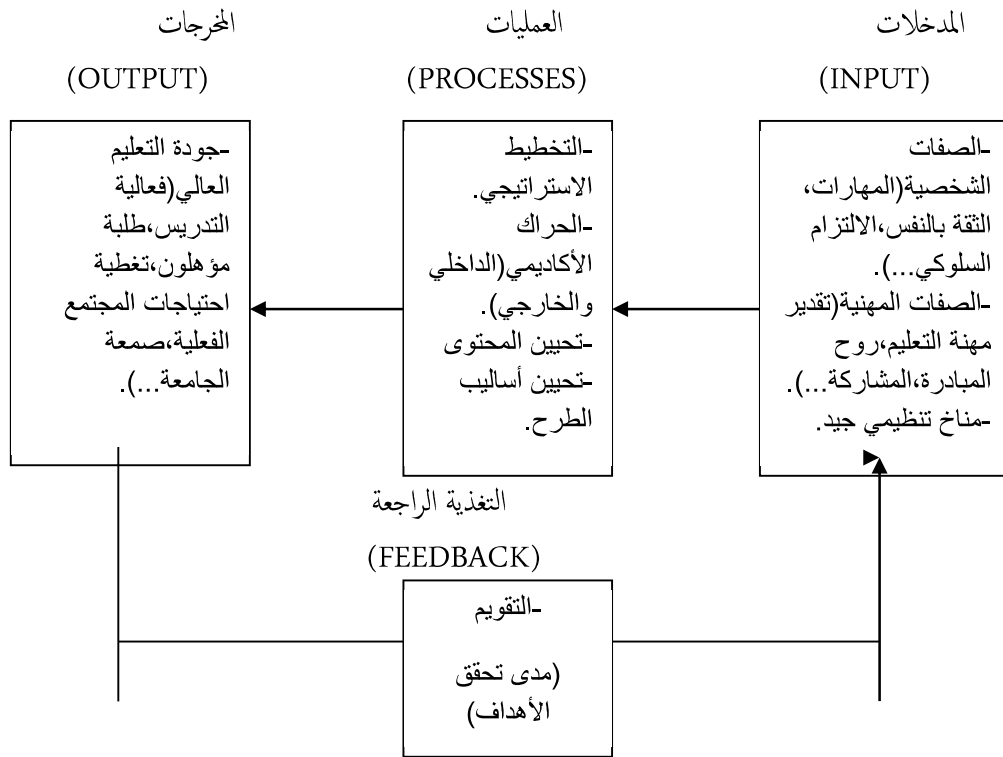 المدخلات
(INPUT)
-الصفات
الشخصية(المهارات،
الثقة بالنفس،الالتزام
السلوكي...).
-الصفات المهنية(تقدير
مهنة التعليم،روح
المبادرة،المشاركة...).
-مناخ تنظيمي جيد.
العمليات
(PROCESSES)
-التخطيط
الاستراتيجي.
-الحراك
الأكاديمي(الداخلي
والخارجي).
-تحيين المحتوى
-تحيين أساليب
الطرح.
المخرجات
(OUTPUT)
-جودة التعليم
العالي(فعالية
التدريس،طلبة
مؤهلون،تغطية
احتياجات المجتمع
الفعلية،صمعة
الجامعة...).
التغذية الراجعة
(FEEDBACK)
-التقويم
(مدى تحقق
الأهداف)